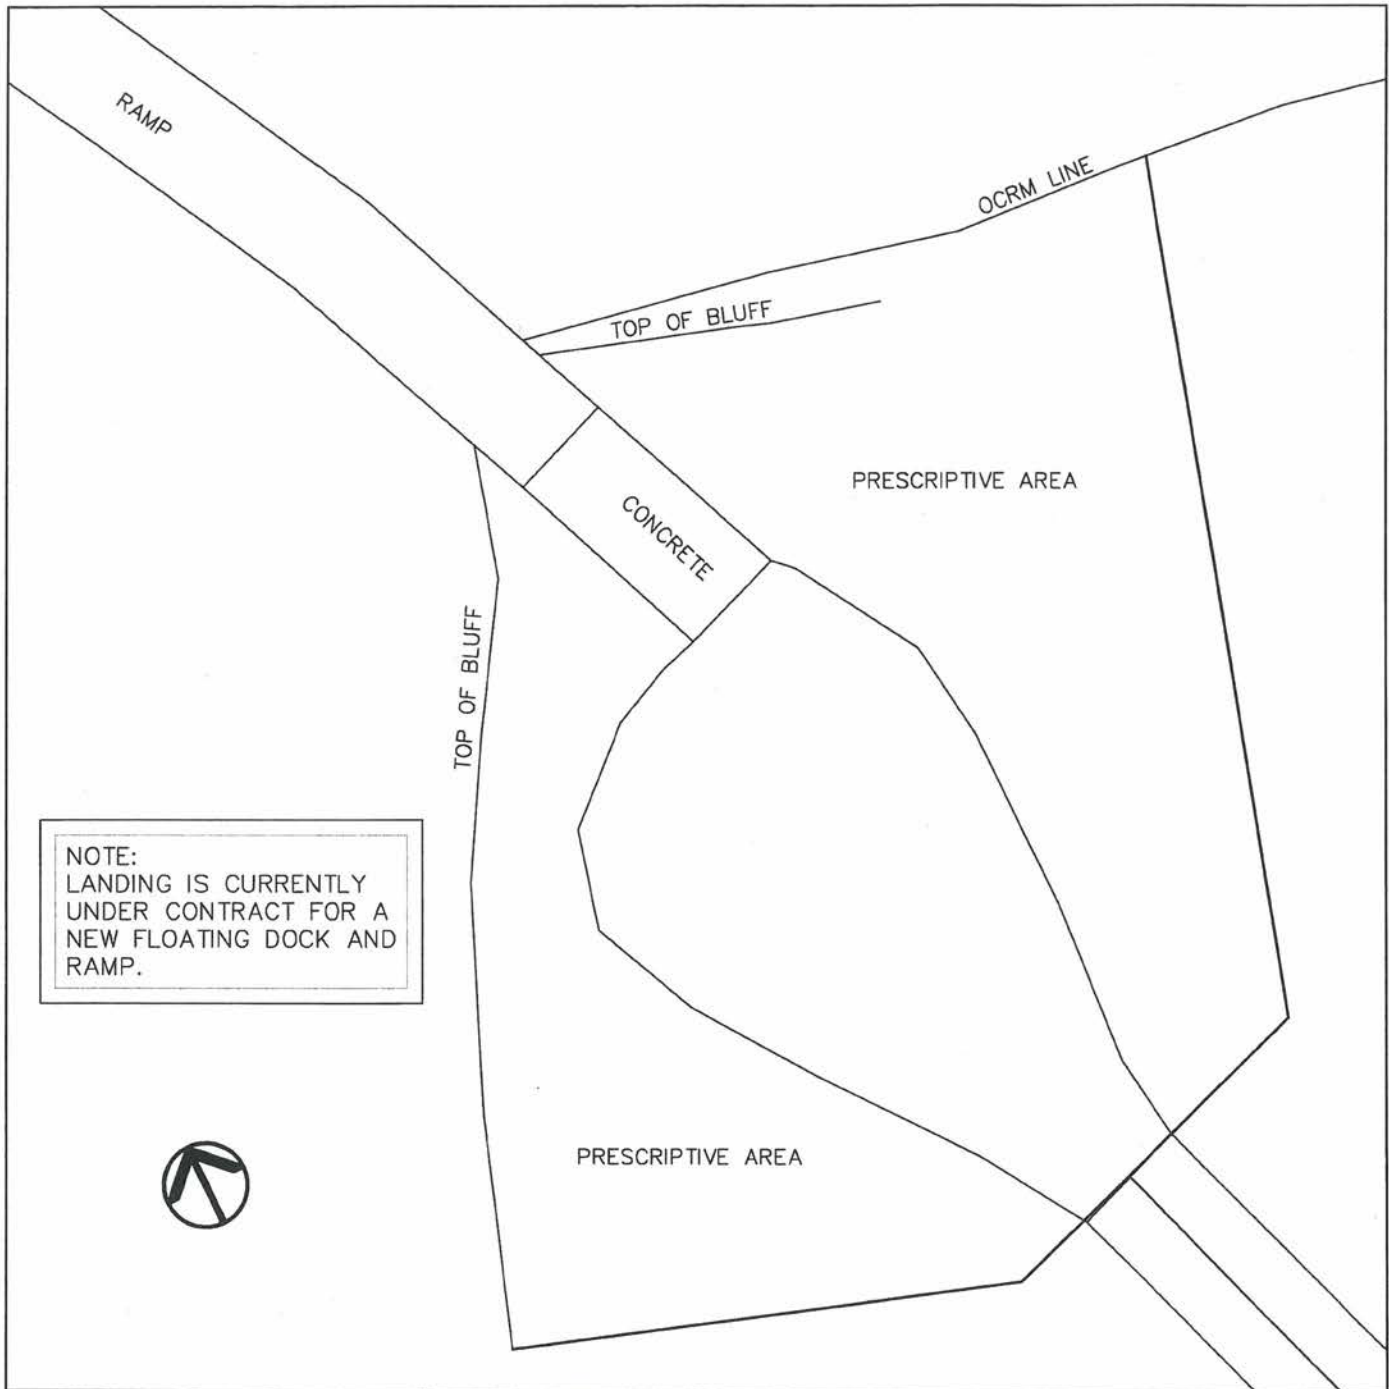 RAMP
OCRM LINE
TOP OF BLUFF
PRESCRIPTIVE AREA
CONCRETE
TOP OF BLUFF
NOTE:
LANDING IS CURRENTLY
UNDER CONTRACT FOR A
NEW FLOATING DOCK AND
RAMP.
PRESCRIPTIVE AREA